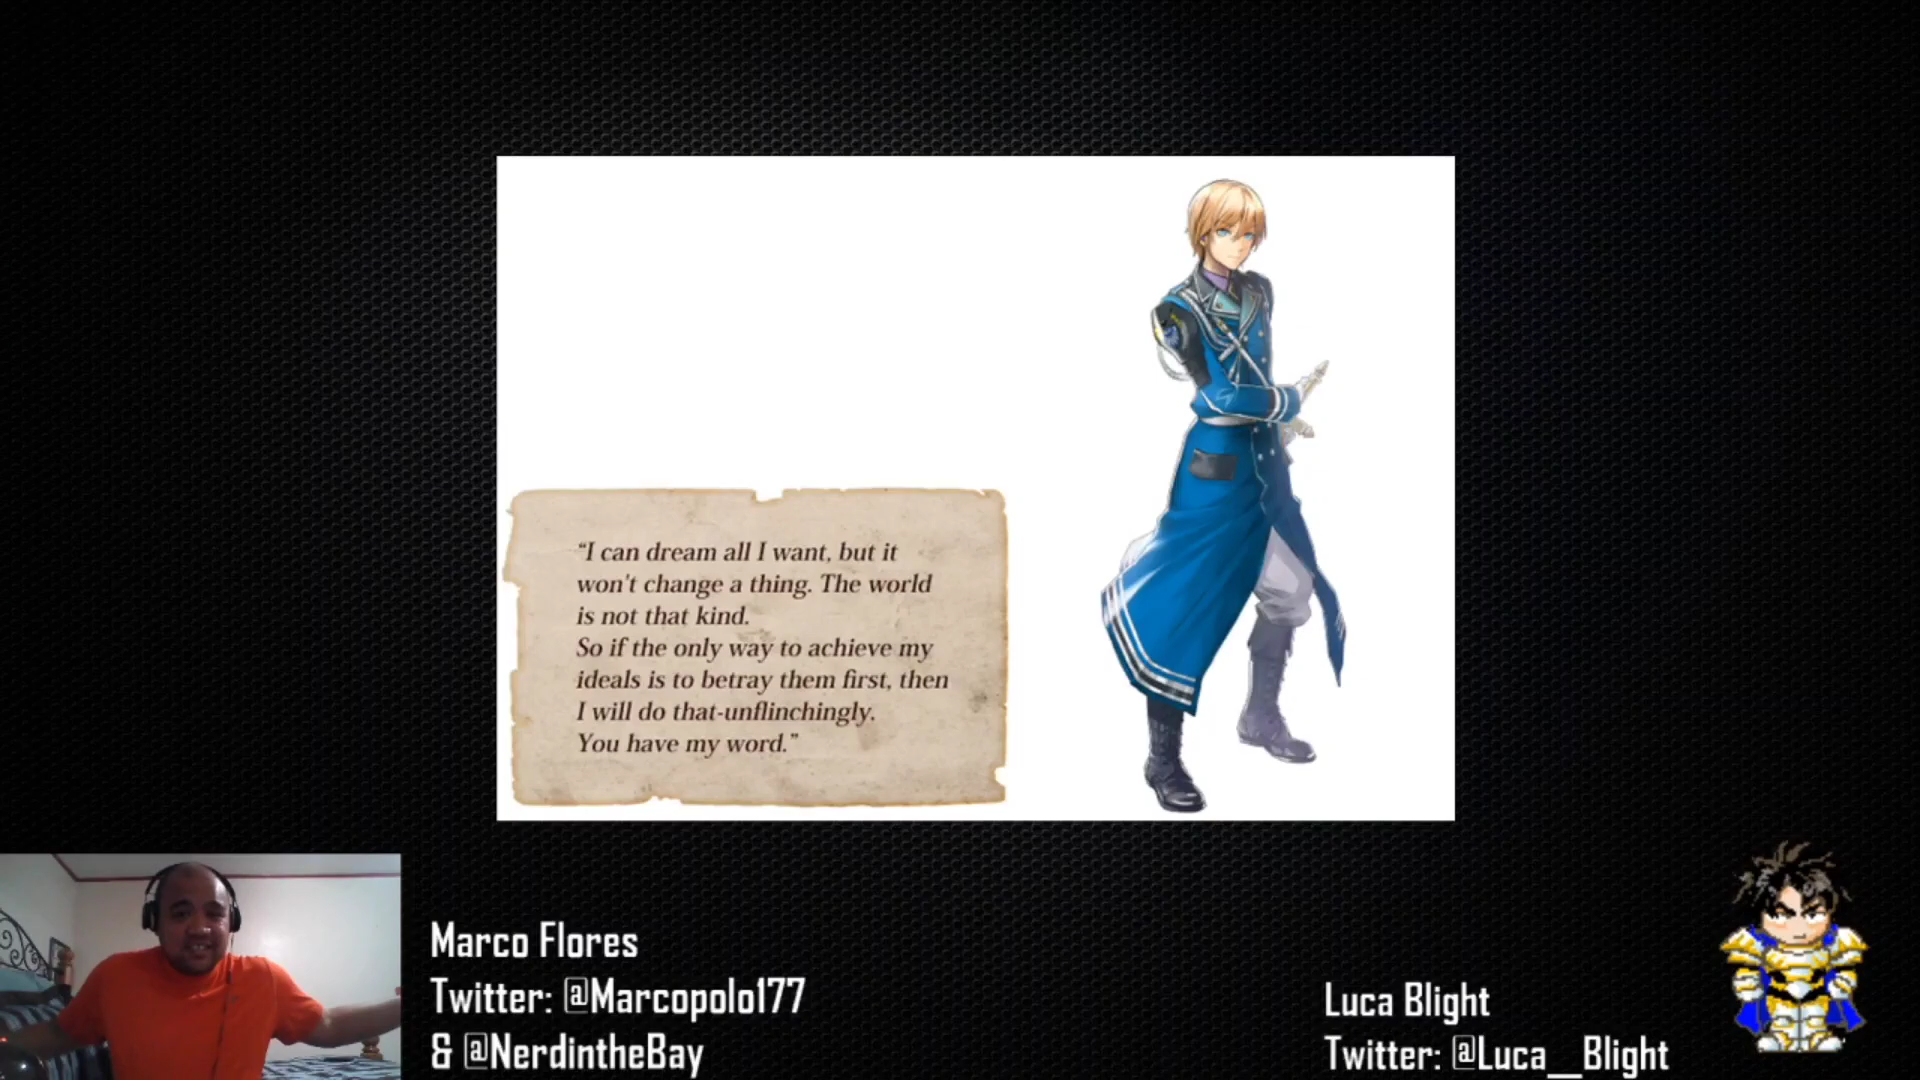 “I can dream all I want, but it
won't change a thing. The world
is not that kind.
So if the only way to achieve my
ideals is to betray them first, then
I will do that-unflinchingly.
You have my word.”
Marco Flores
Twitter: @Marcopolo177
& @NerdintheBay
Luca Blight
Twitter: @Luca__Blight